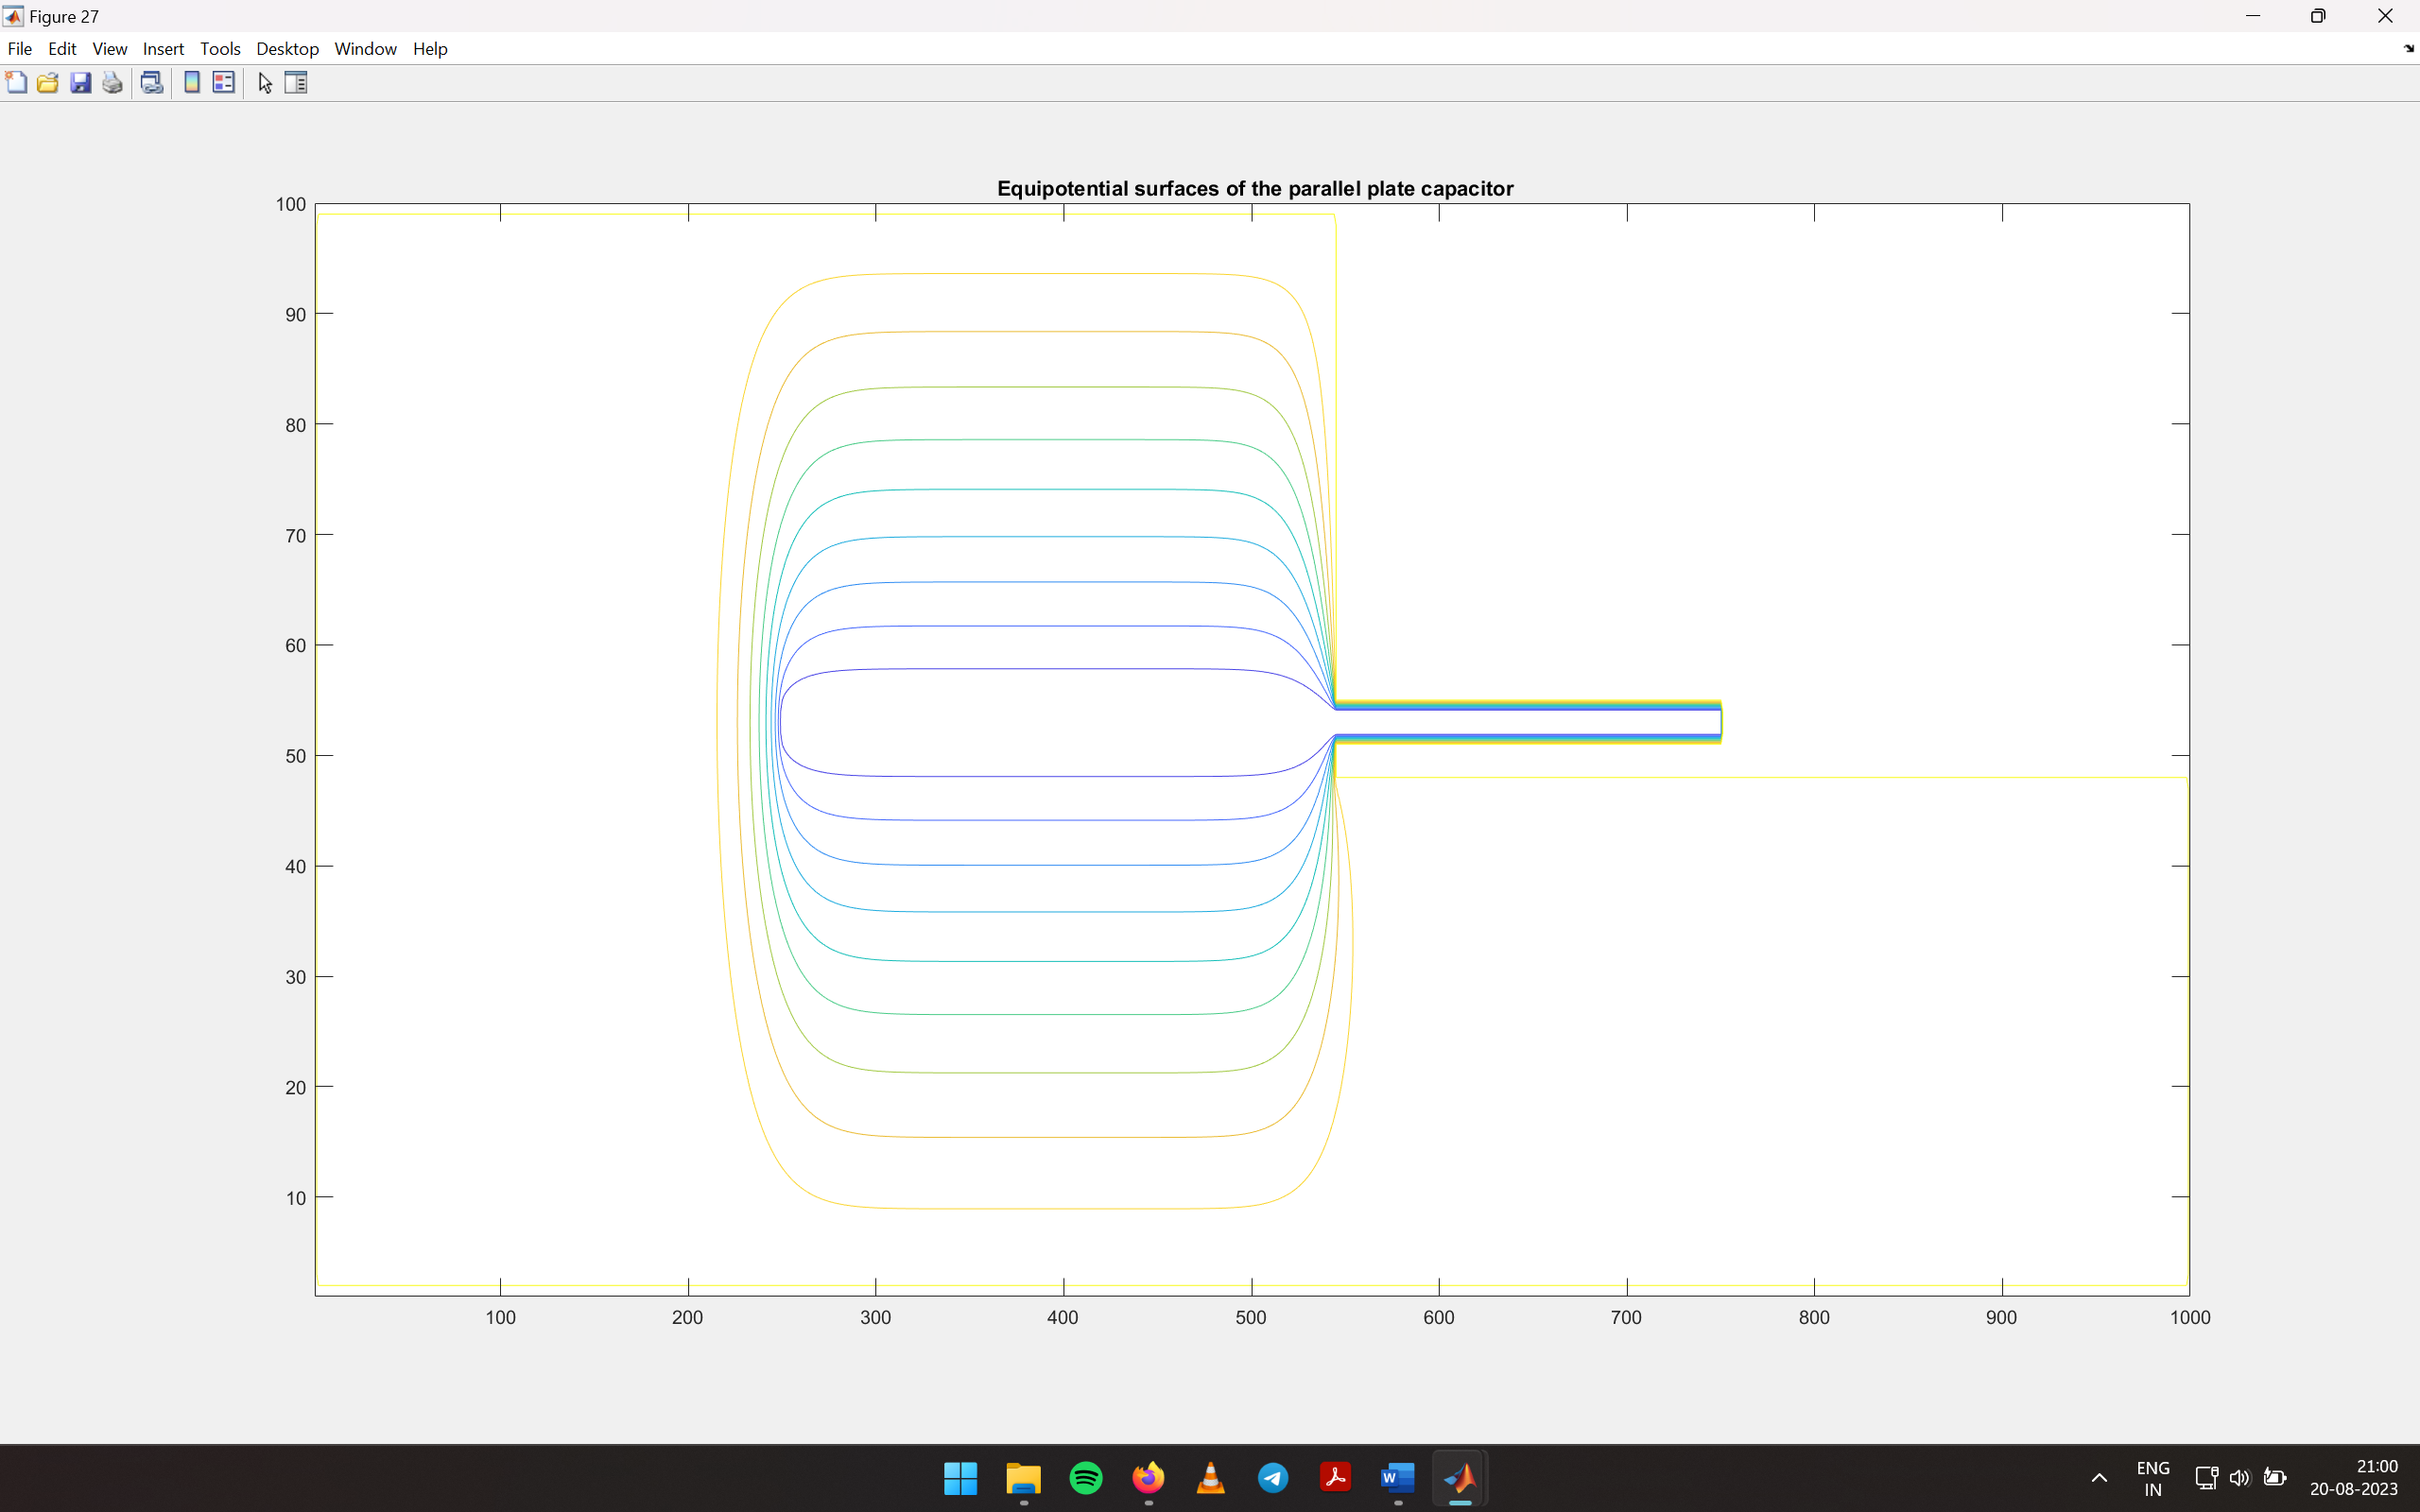 Figure 27
File Edit View Insert Tools Desktop Window Help
Equipotential surfaces of the parallel plate capacitor
100
90
80
70
60
50
40
30
20
10
100 200 300 400 500 600 700 800 900 1000
W
ENG
IN
21:00
20-08-2023